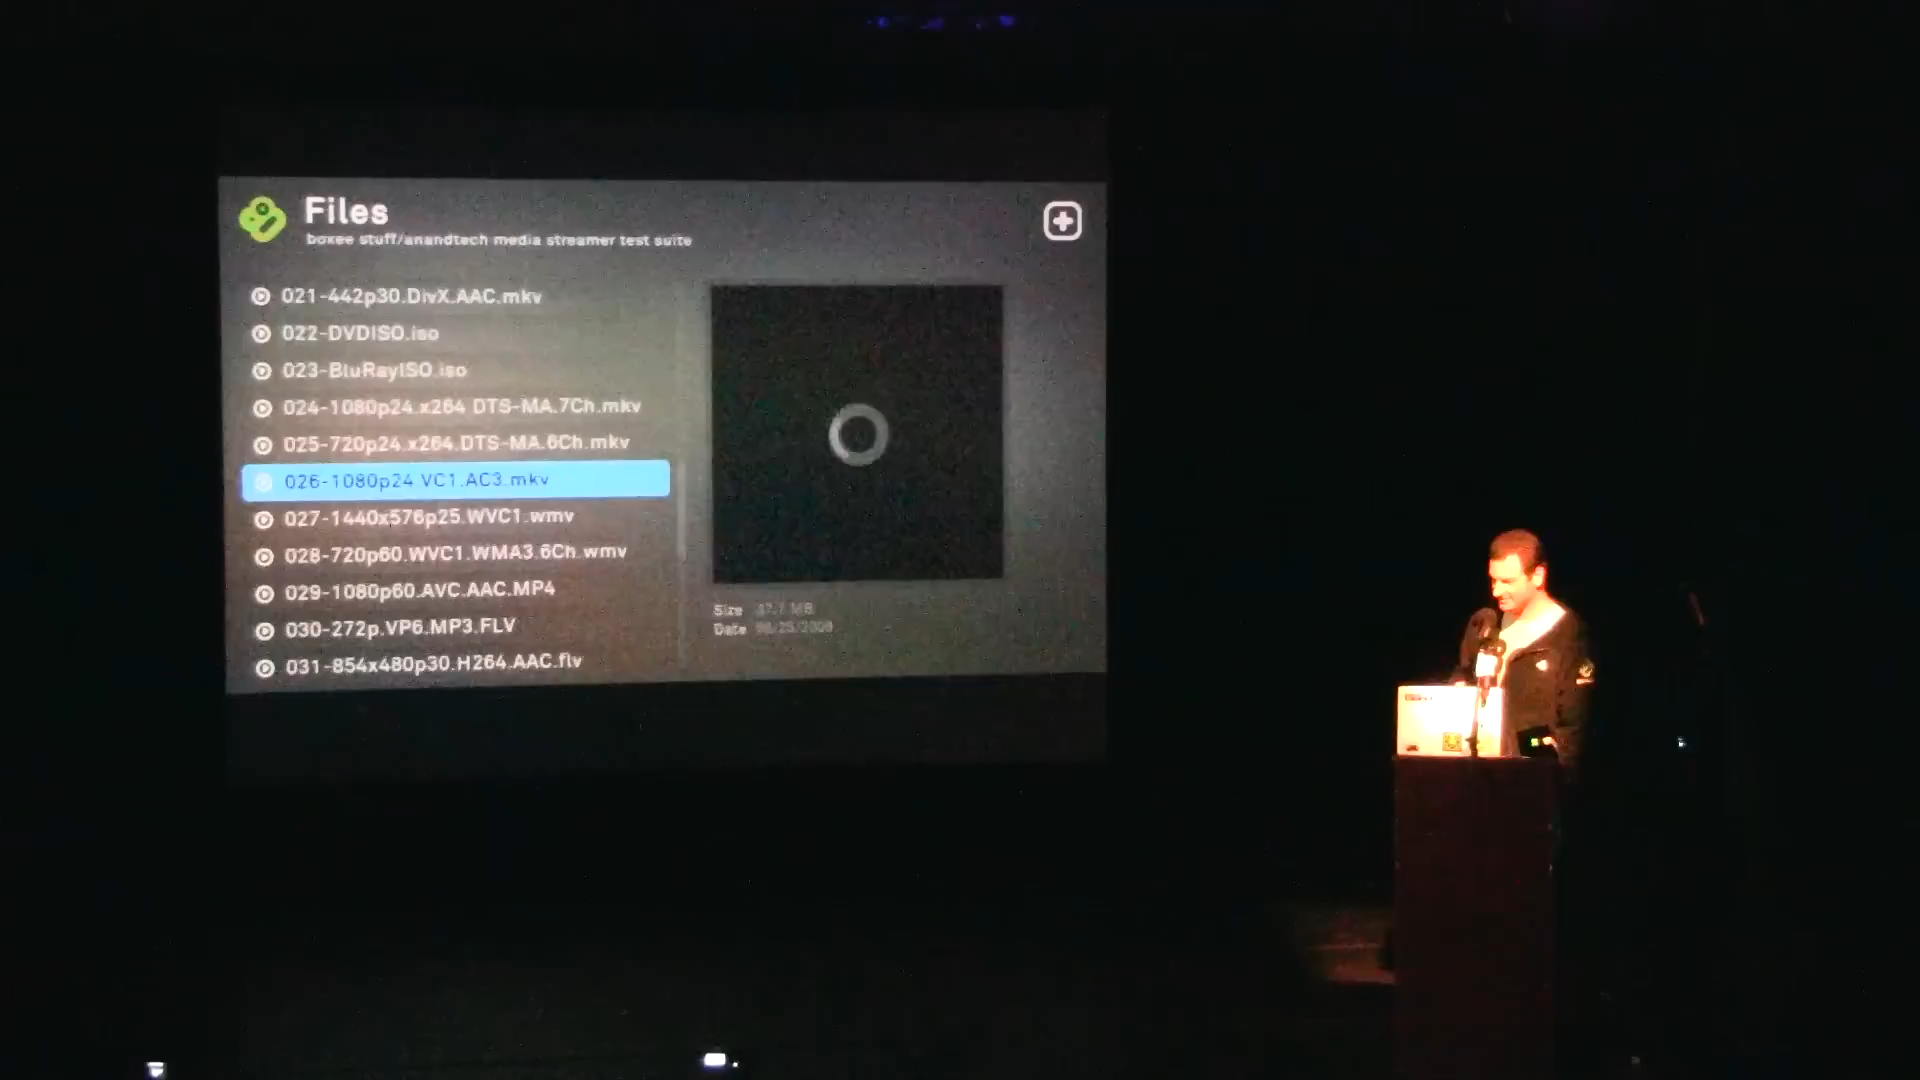 Files
boxee stuff/anandtech media streamer test suite
021-442p30.DivX.AAC.mkv
022-DVDISO.iso
023-BluRayISO.iso
024-1080p24.x264 DTS-MA.7Ch.mkv
025-720p24.x264.DTS-MA.6Ch.mkv
026-1080p24 VC1.AC3.mkv
027-1440x576p25.WVC1.wmv
028-720p60.WVC1.WMA3.6Ch.wmv
029-1080p60.AVC.AAC.MP4
030-272p.VP6.MP3.FLV
031-854x480p30.H264.AAC.flv
Size
Date